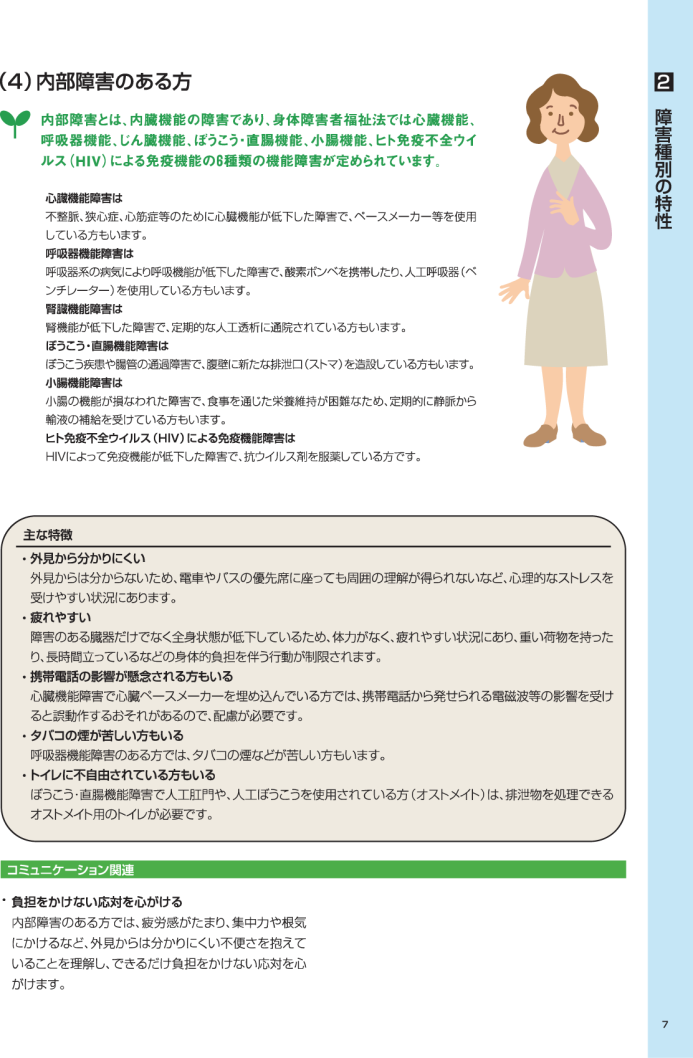 （4）内部障害のある方
内部障害とは、内臓機能の障害であり、身体障害者福祉法では心臓機能、
呼吸器機能、じん臓機能、ぼうこう・直腸機能、小腸機能、ヒト免疫不全ウイ
ルス（HIV）による免疫機能の6種類の機能障害が定められています。
心臓機能障害は
不整脈、狭心症、心筋症等のために心臓機能が低下した障害で、ペースメーカー等を使用
している方もいます。
呼吸器機能障害は
呼吸器系の病気により呼吸機能が低下した障害で、酸素ボンベを携帯したり、人工呼吸器（ベ
ンチレーター）を使用している方もいます。
腎臓機能障害は
腎機能が低下した障害で、定期的な人工透析に通院されている方もいます。
ぼうこう・直腸機能障害は
ぼうこう疾患や腸管の通過障害で、腹壁に新たな排泄口（ストマ）を造設している方もいます。
小腸機能障害は
小腸の機能が損なわれた障害で、食事を通じた栄養維持が困難なため、定期的に静脈から
輸液の補給を受けている方もいます。
ヒト免疫不全ウイルス（HIV）による免疫機能障害は
HIVによって免疫機能が低下した障害で、抗ウイルス剤を服薬している方です。
主な特徴
・外見から分かりにくい
外見からは分からないため、電車やバスの優先席に座っても周囲の理解が得られないなど、心理的なストレスを
受けやすい状況にあります。
・疲れやすい
障害のある臓器だけでなく全身状態が低下しているため、体力がなく、疲れやすい状況にあり、重い荷物を持った
り、長時間立っているなどの身体的負担を伴う行動が制限されます。
・携帯電話の影響が懸念される方もいる
心臓機能障害で心臓ペースメーカーを埋め込んでいる方では、携帯電話から発せられる電磁波等の影響を受け
ると誤動作するおそれがあるので、配慮が必要です。
・タバコの煙が苦しい方もいる
呼吸器機能障害のある方では、タバコの煙などが苦しい方もいます。
・トイレに不自由されている方もいる
ぼうこう・直腸機能障害で人工肛門や、人工ぼうこうを使用されている方（オストメイト）は、排泄物を処理できる
オストメイト用のトイレが必要です。
コミュニケーション関連
・負担をかけない応対を心がける
内部障害のある方では、疲労感がたまり、集中力や根気
にかけるなど、外見からは分かりにくい不便さを抱えて
いることを理解し、できるだけ負担をかけない応対を心
がけます。
2
障害種別の特性
7